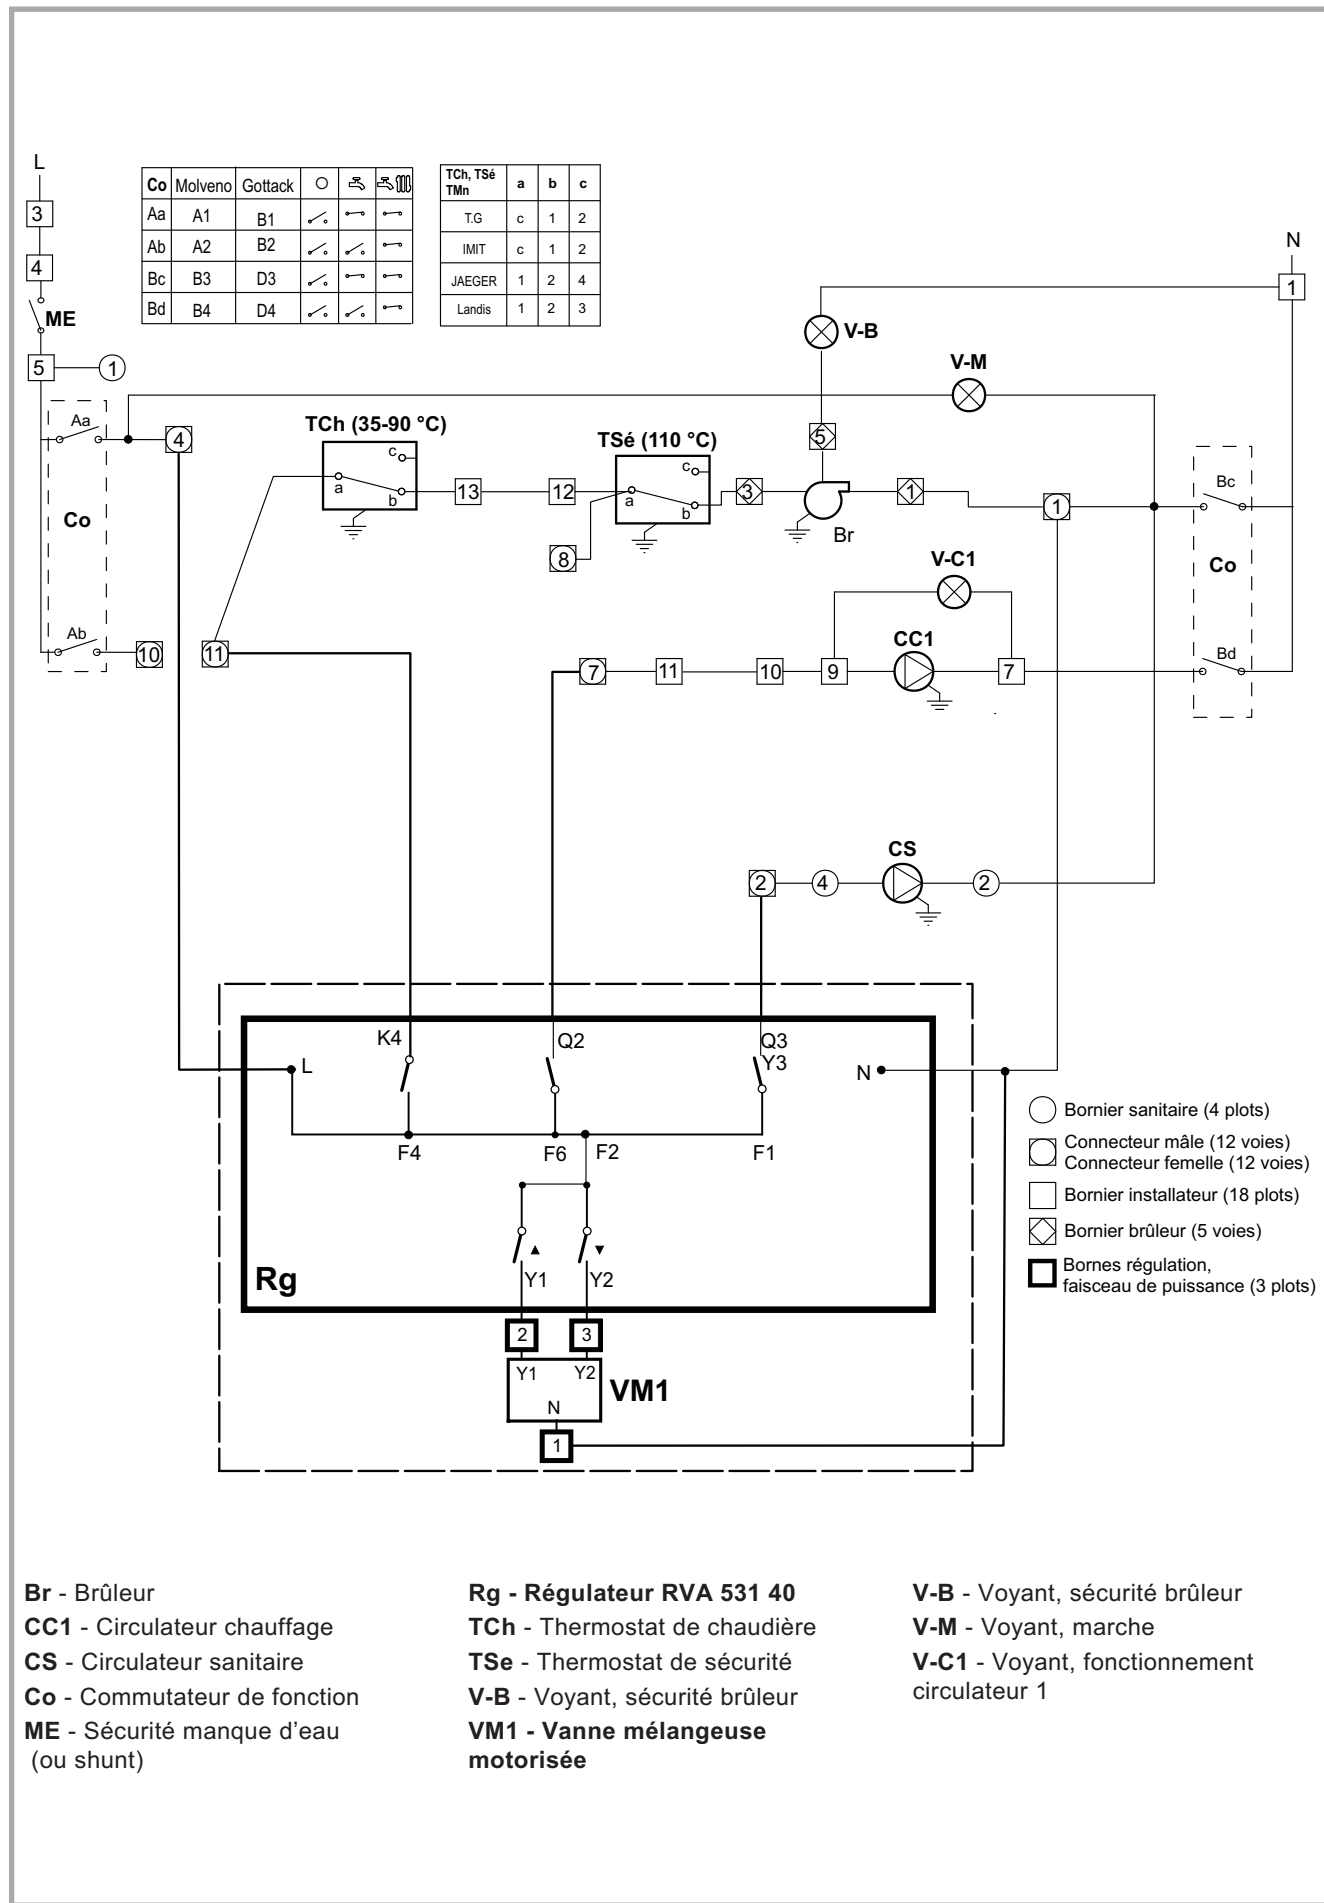 L
3
4
ME
5
1
Co Molveno Gottack
Aa A1 B1
Ab A2 B2
Bc B3 D3
Bd B4 D4
TCh, TSé
TMn a b c
T.G c 1 2
IMIT c 1 2
JAEGER 1 2 4
Landis 1 2 3
N
1
V-B
V-M
Aa
4
Co
Ab
10
TCh (35-90 °C)
c
a
b
13
12
TSé (110 °C)
c
a
b
8
3
5
Br
1
1
Bc
Co
Bd
11
V-C1
CC1
7
11
10
9
7
CS
2
4
2
K4
Q2
Q3
Y3
L
N
F4
F6
F2
F1
Y1
Y2
Rg
2
3
Y1
Y2
N
VM1
1
Bornier sanitaire (4 plots)
Connecteur mâle (12 voies)
Connecteur femelle (12 voies)
Bornier installateur (18 plots)
Bornier brûleur (5 voies)
Bornes régulation,
faisceau de puissance (3 plots)
Br - Brûleur
CC1 - Circulateur chauffage
CS - Circulateur sanitaire
Co - Commutateur de fonction
ME - Sécurité manque d'eau
(ou shunt)
Rg - Régulateur RVA 531 40
TCh - Thermostat de chaudière
TSe - Thermostat de sécurité
V-B - Voyant, sécurité brûleur
VM1 - Vanne mélangeuse
motorisée
V-B - Voyant, sécurité brûleur
V-M - Voyant, marche
V-C1 - Voyant, fonctionnement
circulateur 1